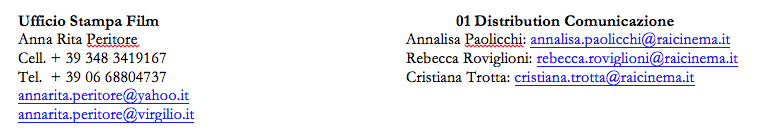 Ufficio Stampa Film
Anna Rita Peritore
Cell. + 39 348 3419167
Tel. + 39 06 68804737
annarita.peritore@yahoo.it
annarita.peritore@virgilio.it
01 Distribution Comunicazione
Annalisa Paolicchi: annalisa.paolicchi@raicinema.it
Rebecca Roviglioni: rebecca.roviglioni@raicinema.it
Cristiana Trotta: cristiana.trotta@raicinema.it